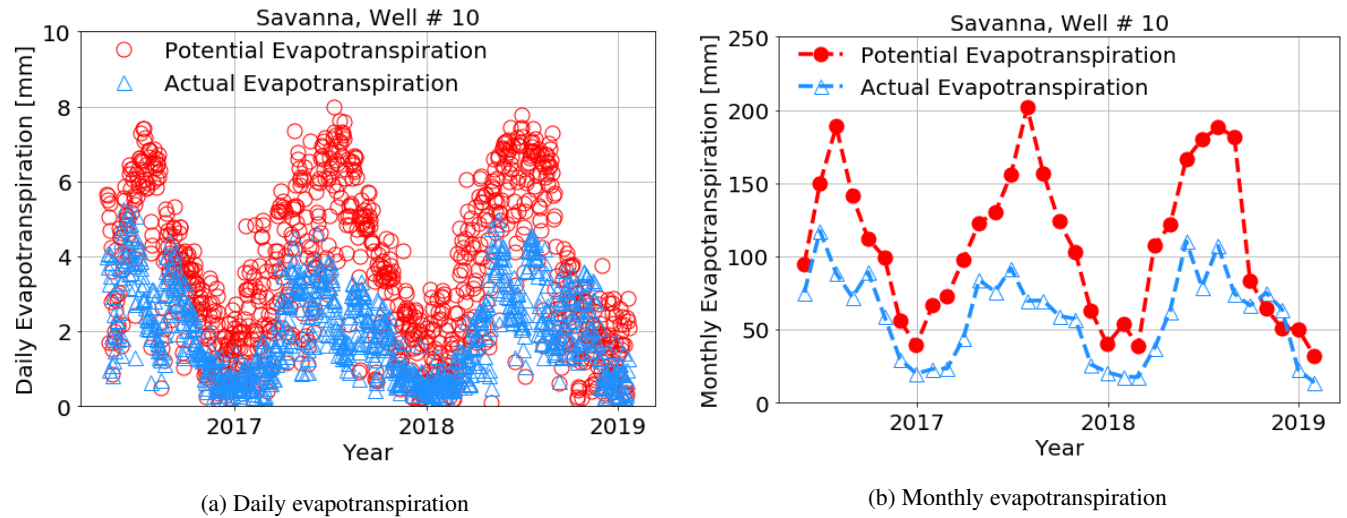 Savanna, Well # 10
Potential Evapotranspiration
Actual Evapotranspiration
Daily Evapotranspiration [mm]
10
8
6
4
2
0
2017
2018
2019
Year
(a) Daily evapotranspiration
Savanna, Well # 10
Potential Evapotranspiration
Actual Evapotranspiration
Monthly Evapotranspiration [mm]
250
200
150
100
50
0
2017
2018
2019
Year
(b) Monthly evapotranspiration